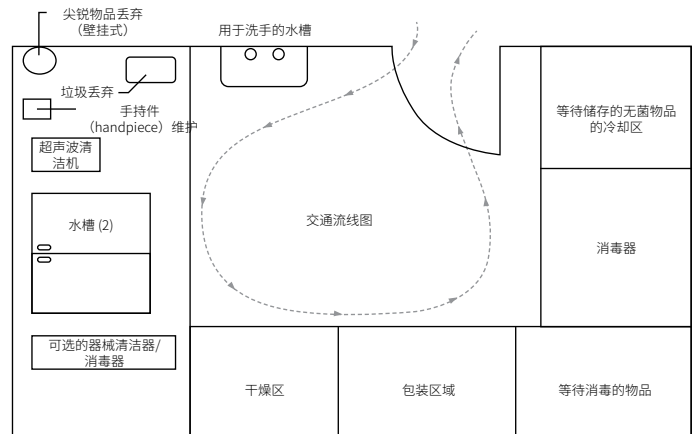 尖锐物品丢弃
（壁挂式）
用于洗手的水槽
垃圾丢弃
手持件
（handpiece）维护
超声波清
洁机
水槽 (2)
可选的器械清洁器/
消毒器
交通流线图
等待储存的无菌物品
的冷却区
消毒器
干燥区
包装区域
等待消毒的物品